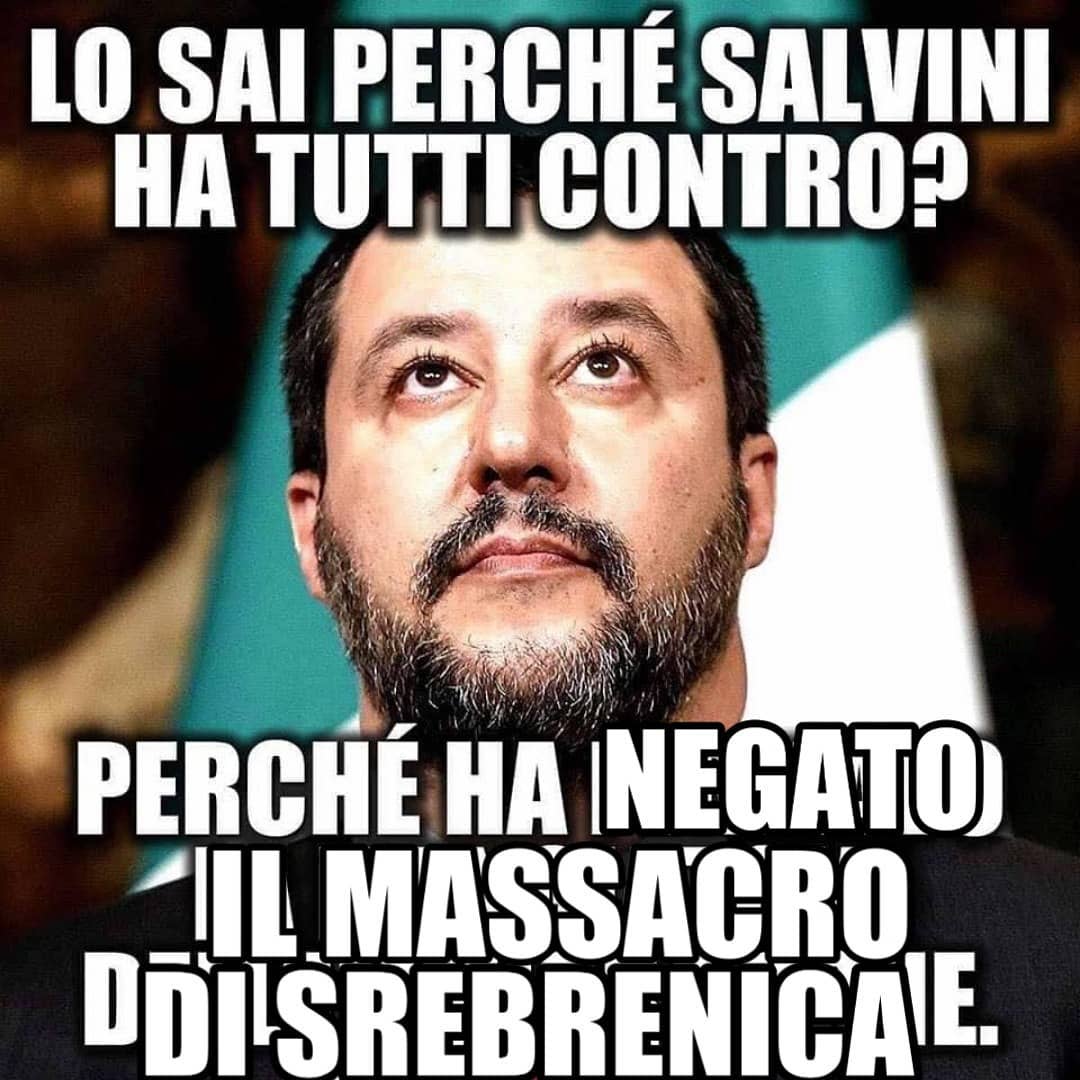 LO SAI PERCHÉ SALVINI
HA TUTTI CONTRO?
PERCHÉ HA NEGATO
IL MASSACRO
DI SREBRENICA